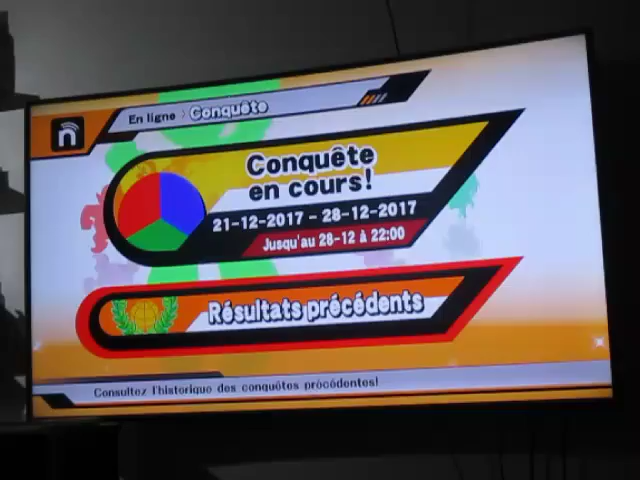 n
En ligne > Conquête
Conquête
en cours!
21-12-2017 - 28-12-2017
Jusqu'au 28-12 à 22:00
Résultats précédents
Consultez l'historique des conquêtes précédentes!